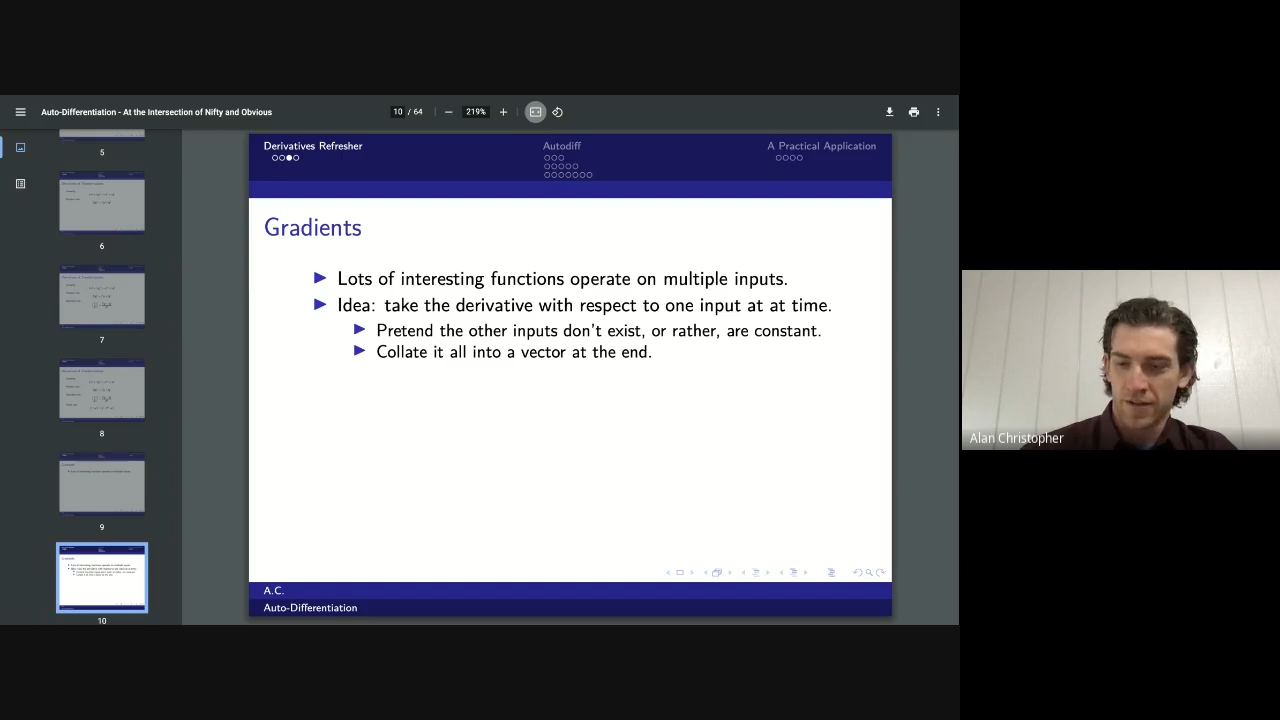 Auto-Differentiation - At the Intersection of Nifty and Obvious
10 / 64
219%
5
6
7
8
9
10
Derivatives Refresher
Autodiff
A Practical Application
Gradients
Lots of interesting functions operate on multiple inputs.
Idea: take the derivative with respect to one input at at time.
Pretend the other inputs don't exist, or rather, are constant.
Collate it all into a vector at the end.
A.C.
Auto-Differentiation
Alan Christopher